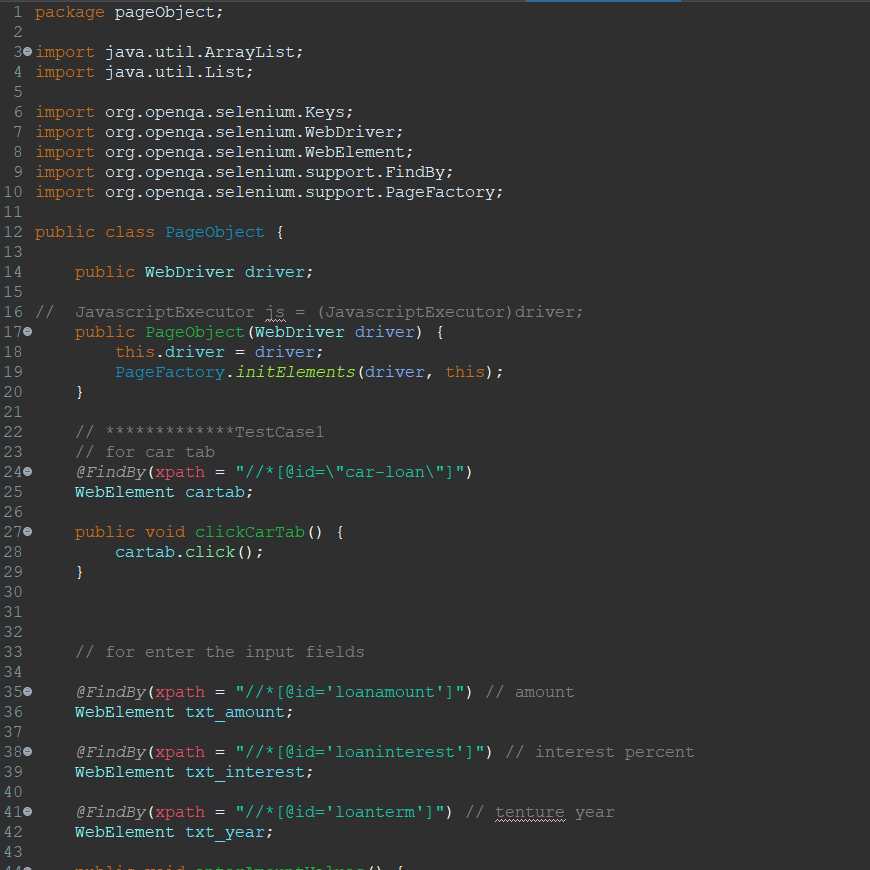 1 package pageObject;
2
3 import java.util.ArrayList;
4 import java.util.List;
5
6 import org.openqa.selenium.Keys;
7 import org.openqa.selenium.WebDriver;
8 import org.openqa.selenium.WebElement;
9 import org.openqa.selenium.support.FindBy;
10 import org.openqa.selenium.support.PageFactory;
11
12 public class PageObject {
13
14     public WebDriver driver;
15
16 //  JavascriptExecutor js = (JavascriptExecutor)driver;
17     public PageObject(WebDriver driver) {
18         this.driver = driver;
19         PageFactory.initElements(driver, this);
20     }
21
22     // *************TestCase1
23     // for car tab
24     @FindBy(xpath = "//*[@id=\"car-loan\"]")
25     WebElement cartab;
26
27     public void clickCarTab() {
28         cartab.click();
29     }
30
31
32
33     // for enter the input fields
34
35     @FindBy(xpath = "//*[@id='loanamount']") // amount
36     WebElement txt_amount;
37
38     @FindBy(xpath = "//*[@id='loaninterest']") // interest percent
39     WebElement txt_interest;
40
41     @FindBy(xpath = "//*[@id='loanterm']") // tenture year
42     WebElement txt_year;
43
44     public void